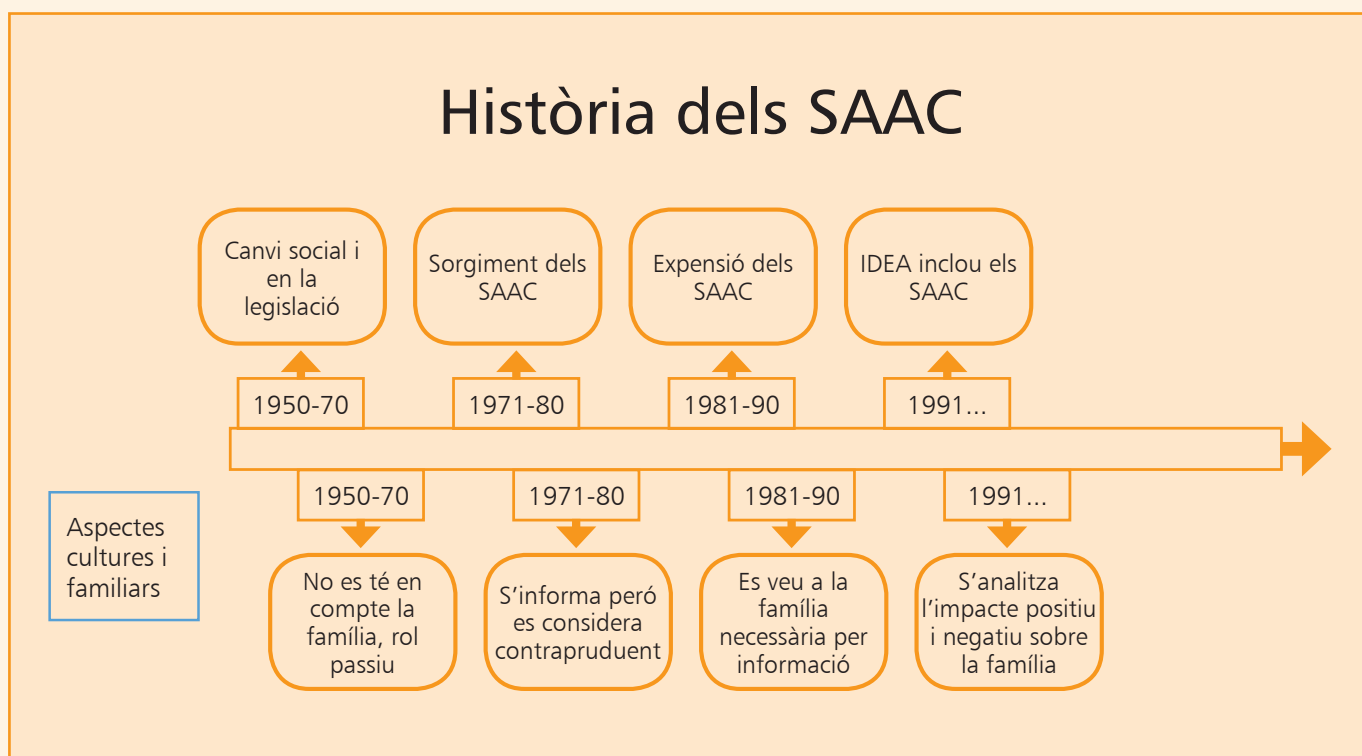 Història dels SAAC
Canvi social i
en la
legislació
Sorgiment dels
SAAC
Expensió dels
SAAC
IDEA inclou els
SAAC
1950-70
1971-80
1981-90
1991...
1950-70
1971-80
1981-90
1991...
Aspectes
cultures i
familiars
No es té en
compte la
família, rol
passiu
S’informa peró
es considera
contrapruduent
Es veu a la
família
necessària per
informació
S’analitza
l’impacte positiu
i negatiu sobre
la família